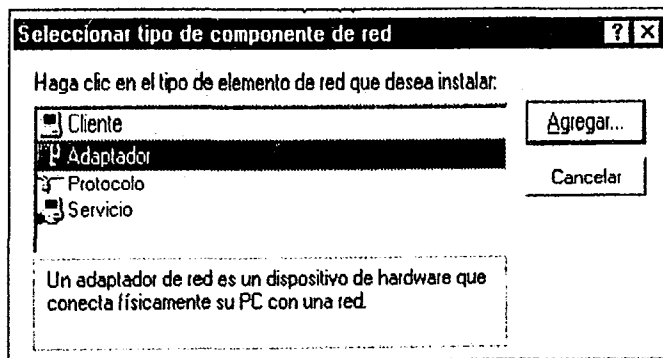 Seleccionar tipo de componente de red
Haga clic en el tipo de elemento de red que desea instalar:
Cliente
Adaptador
Protocolo
Servicio
Agregar...
Cancelar
Un adaptador de red es un dispositivo de hardware que
conecta físicamente su PC con una red.